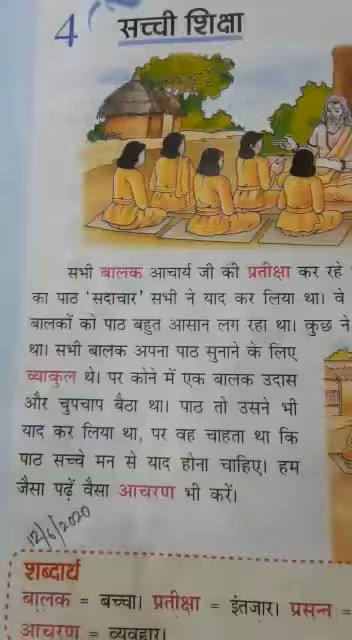 4 सच्ची शिक्षा
सभी बालक आचार्य जी की प्रतीक्षा कर रहे
का पाठ 'सदाचार' सभी ने याद कर लिया था। वे
बालकों को पाठ बहुत आसान लग रहा था। कुछ ने
था। सभी बालक अपना पाठ सुनाने के लिए
व्याकुल थे। पर कोने में एक बालक उदास
और चुपचाप बैठा था। पाठ तो उसने भी
याद कर लिया था, पर वह चाहता था कि
पाठ सच्चे मन से याद होना चाहिए। हम
जैसा पढ़ें वैसा आचरण भी करें।
12/6/2020
शब्दार्थ
बालक = बच्चा। प्रतीक्षा = इंतजार। प्रसन्न =
आचरण = व्यवहार।